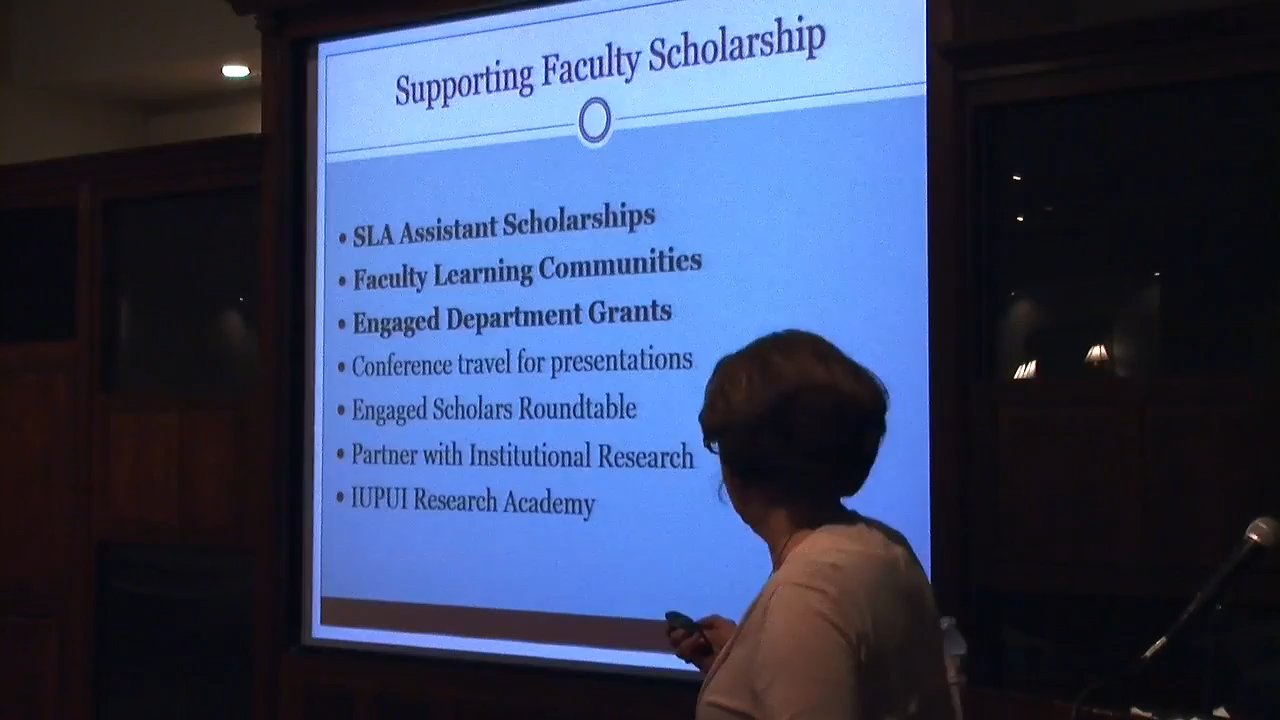 Supporting Faculty Scholarship
• SLA Assistant Scholarships
• Faculty Learning Communities
• Engaged Department Grants
• Conference travel for presentations
• Engaged Scholars Roundtable
• Partner with Institutional Research
• IUPUI Research Academy